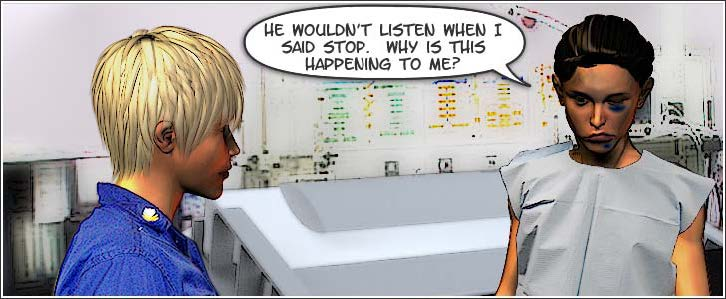 HE WOULDN'T LISTEN WHEN I
SAID STOP. WHY IS THIS
HAPPENING TO ME?